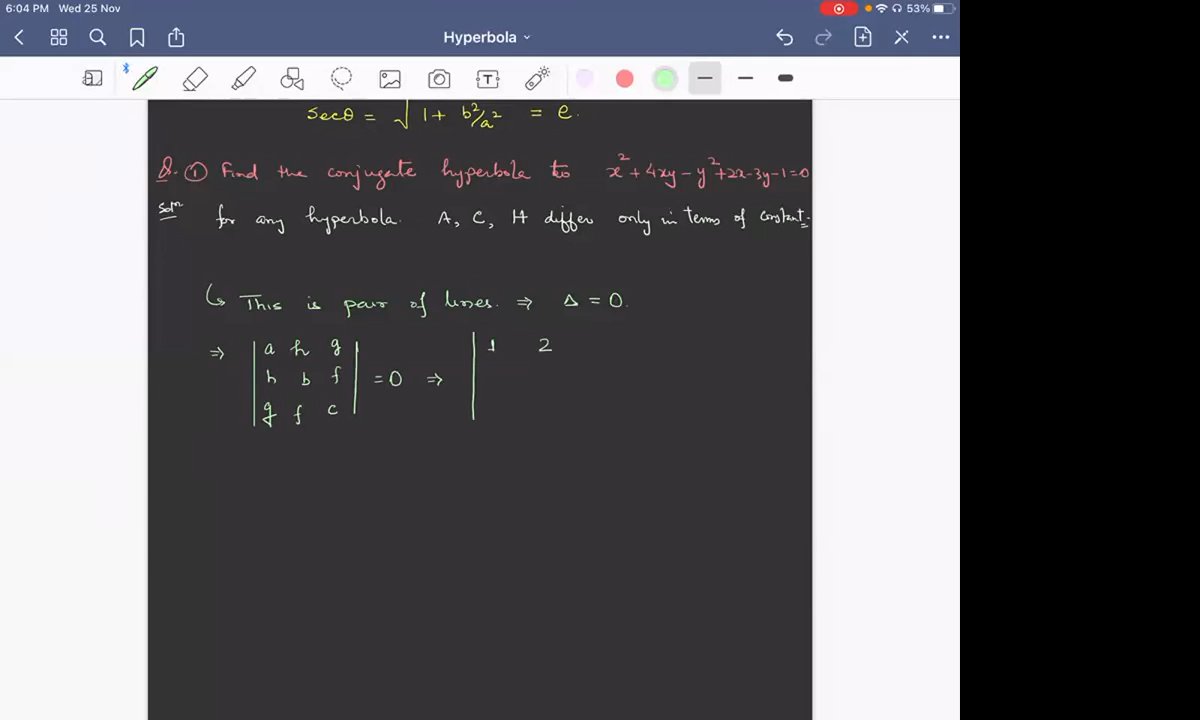 6:04 PM Wed 25 Nov
53%
Hyperbola
secθ = √1 + b²/a² = e.
Q. ① Find the conjugate hyperbola to x² + 4xy - y² + 2x - 3y - 1 = 0
Solⁿ for any hyperbola. A, C, H differ only in terms of constant.
↳ This is pair of lines. ⇒ Δ = 0.
⇒ | a h g | | 1 2
| h b f | = 0 ⇒ |
| g f c | |